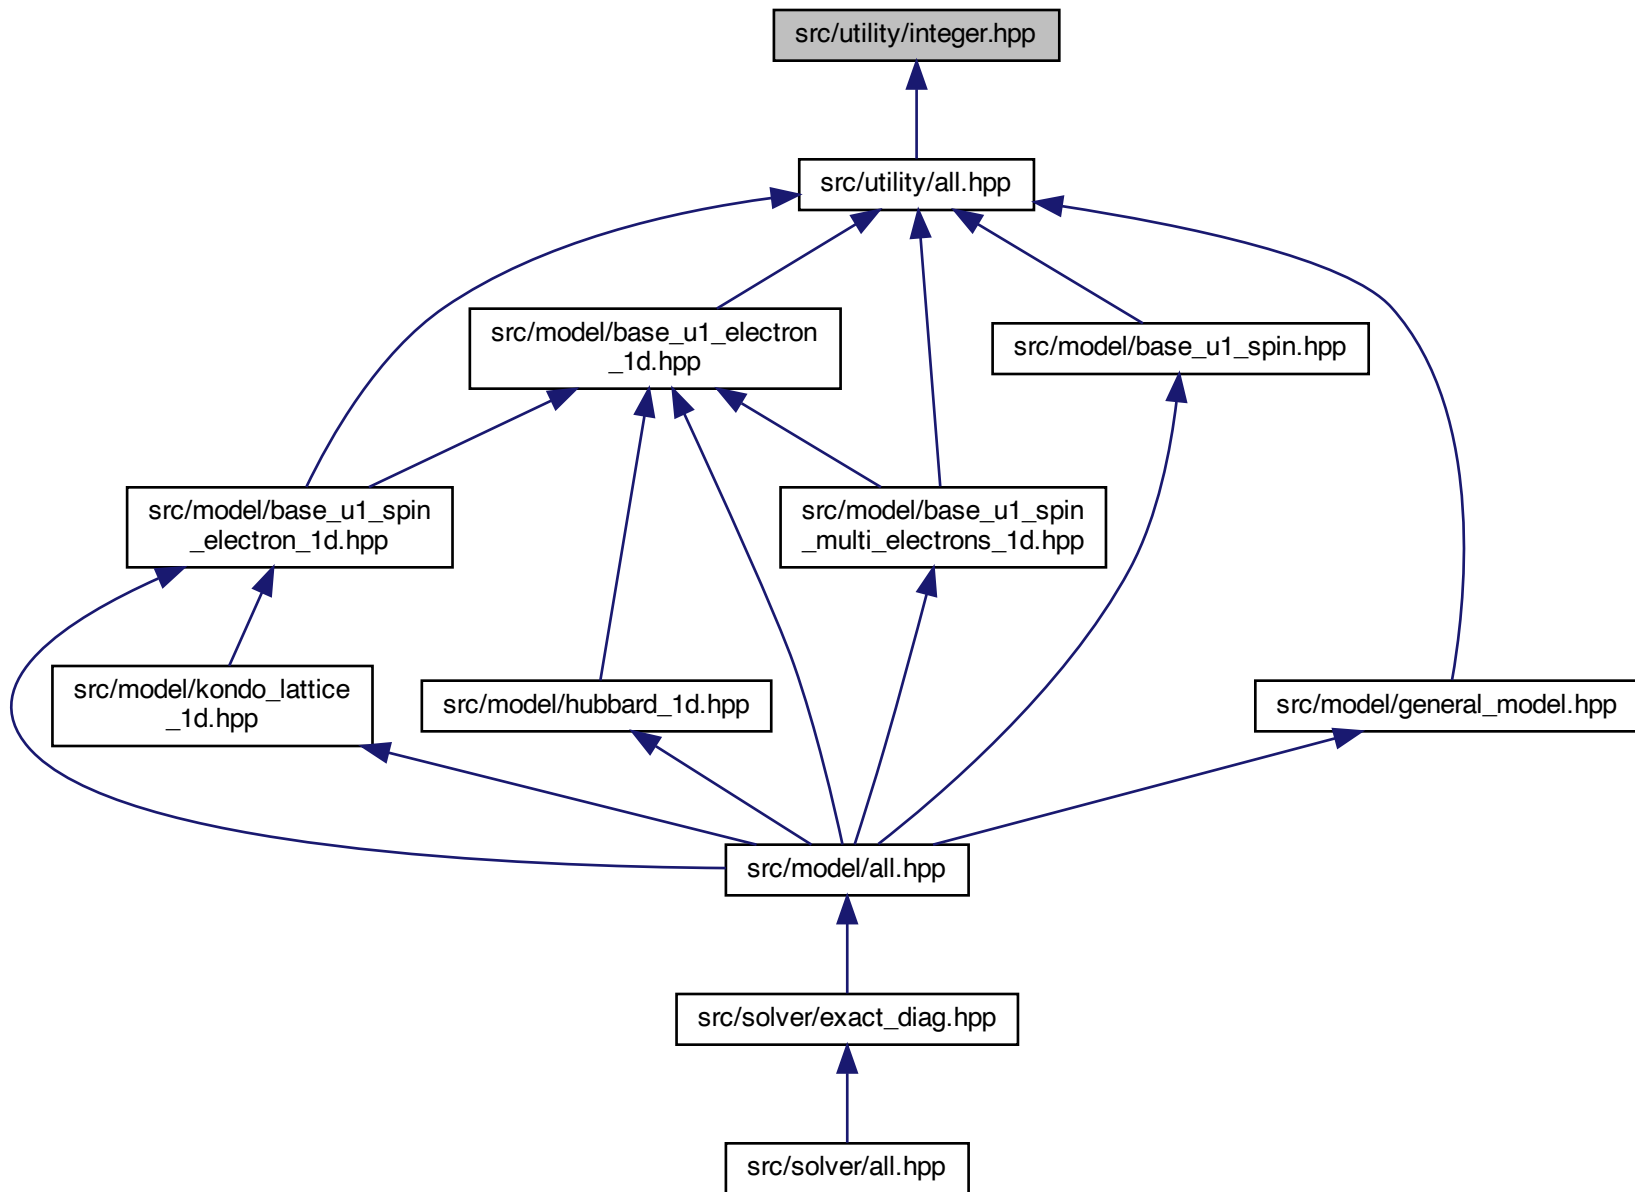 src/utility/integer.hpp
src/utility/all.hpp
src/model/base_u1_electron
_1d.hpp
src/model/base_u1_spin.hpp
src/model/base_u1_spin
_electron_1d.hpp
src/model/base_u1_spin
_multi_electrons_1d.hpp
src/model/kondo_lattice
_1d.hpp
src/model/hubbard_1d.hpp
src/model/general_model.hpp
src/model/all.hpp
src/solver/exact_diag.hpp
src/solver/all.hpp